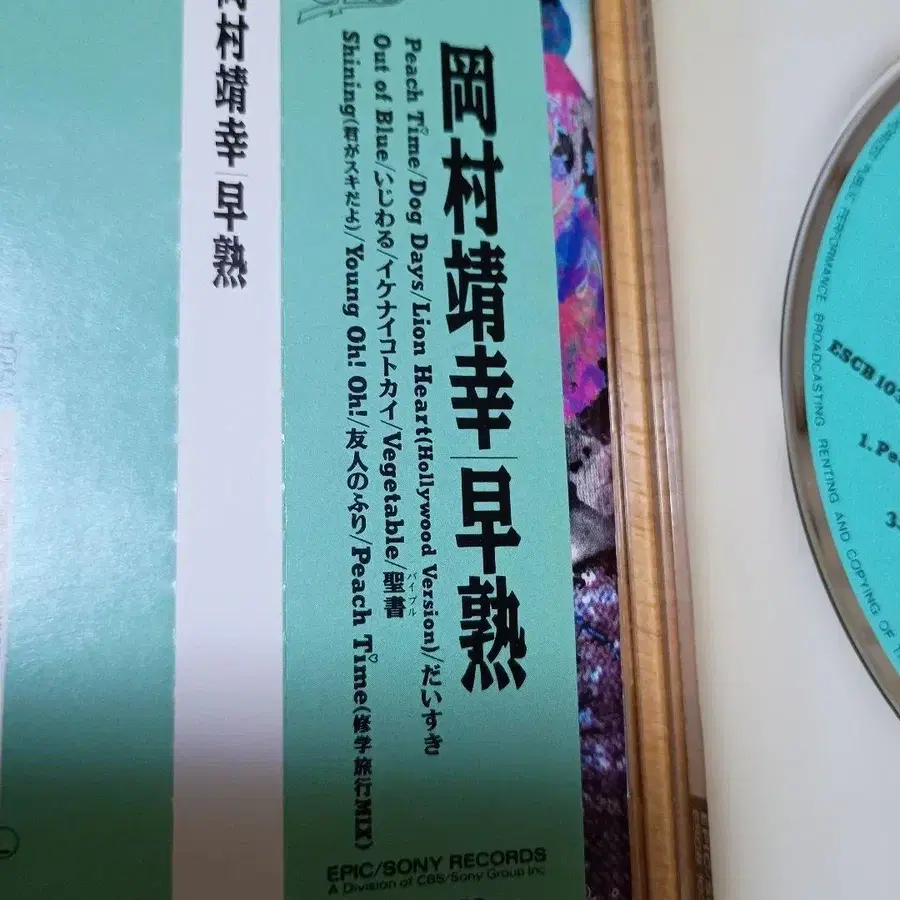 岡村靖幸|早熟
Peach Time/Dog Days/Lion Heart(Hollywood Version)/だいすき
Out of Blue/いじわる/イケナイコトカイ/Vegetable/聖書
バイブル
Shining(君がスキだよ)/Young Oh! Oh!/友人のふり/Peach Time(修学旅行MIX)
EPIC/SONY RECORDS
A Division of CBS/Sony Group Inc
村靖幸|早熟
PUBLIC PERFORMANCE BROADCASTING RENTING AND COPYING OF
ESCB 10
1.Pe
3.